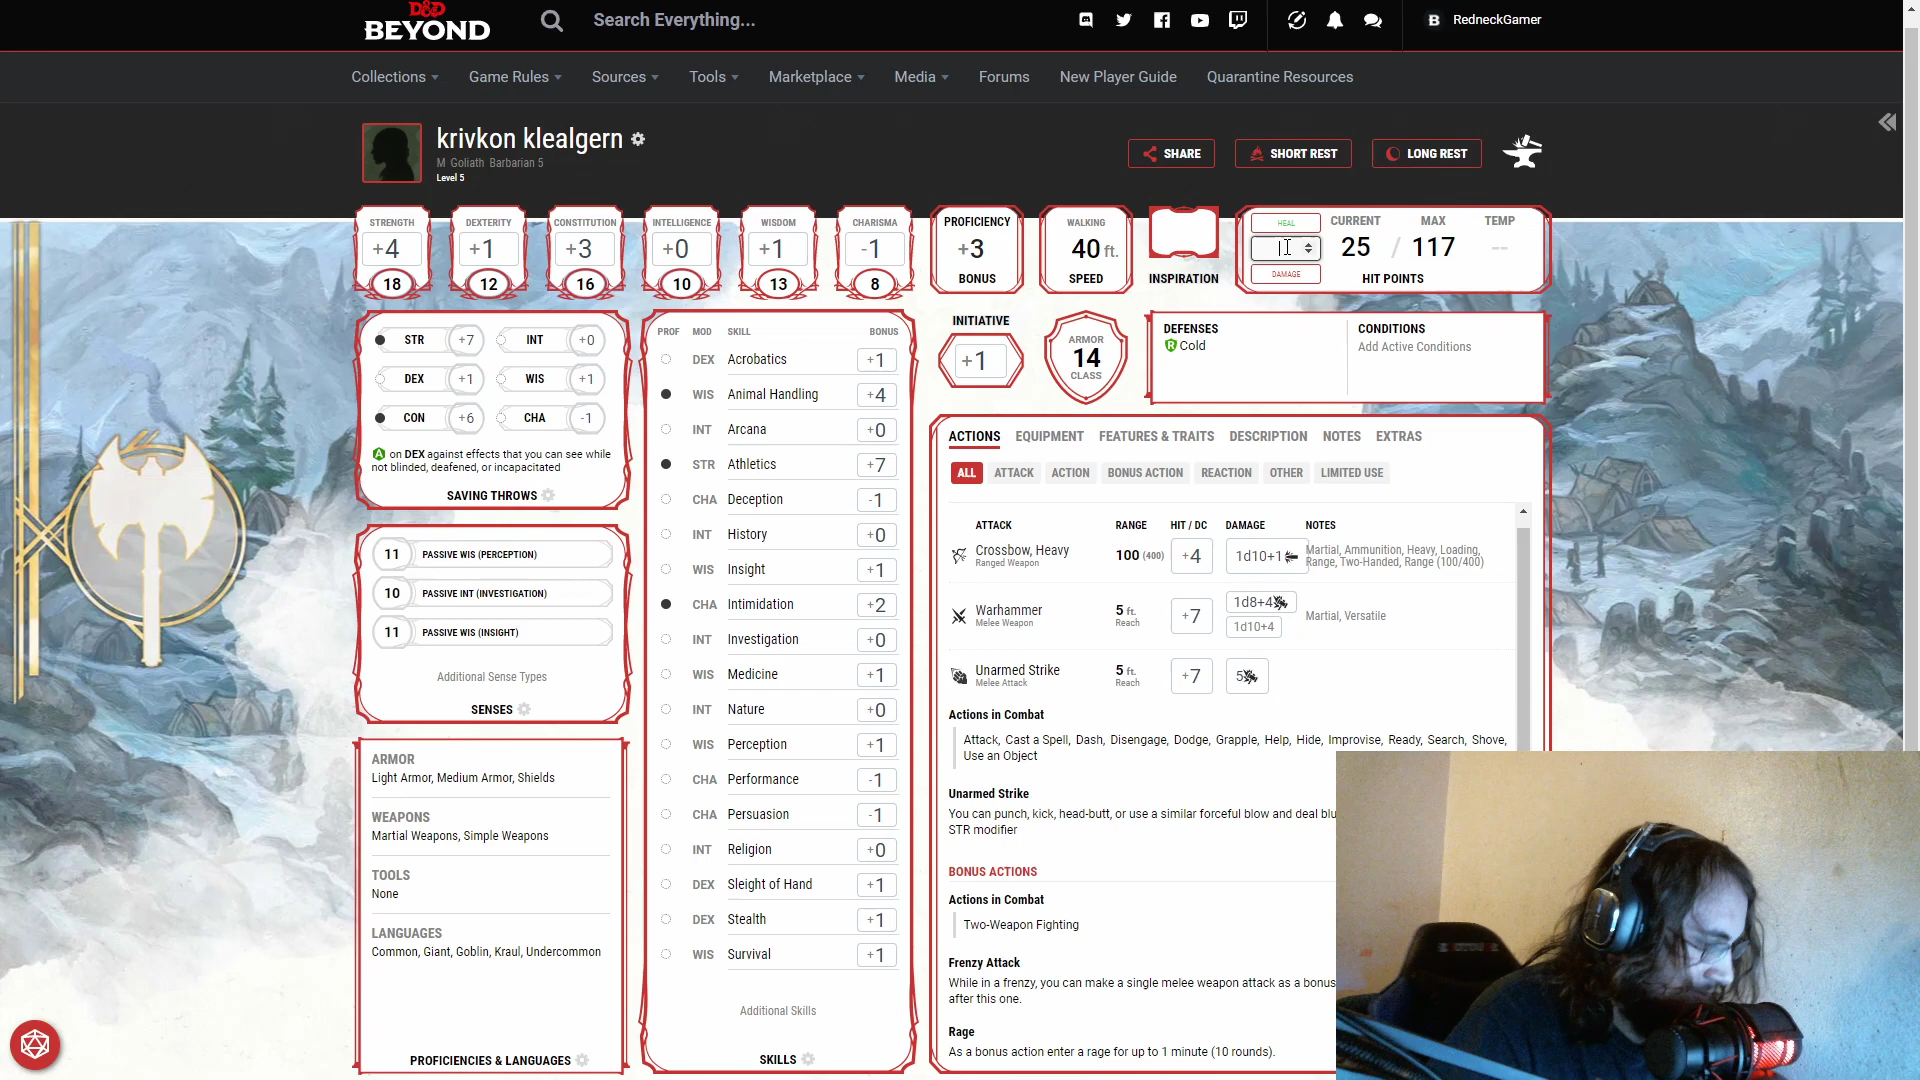 D&D
BEYOND
Search Everything...
B RedneckGamer
Collections
Game Rules
Sources
Tools
Marketplace
Media
Forums
New Player Guide
Quarantine Resources
krivkon klealgern
M Goliath Barbarian 5
Level 5
SHARE
SHORT REST
LONG REST
STRENGTH
+4
18
DEXTERITY
+1
12
CONSTITUTION
+3
16
INTELLIGENCE
+0
10
WISDOM
+1
13
CHARISMA
-1
8
PROFICIENCY
+3
BONUS
WALKING
40 ft.
SPEED
INSPIRATION
HEAL
DAMAGE
CURRENT MAX TEMP
25 / 117 --
HIT POINTS
STR +7
INT +0
DEX +1
WIS +1
CON +6
CHA -1
A on DEX against effects that you can see while
not blinded, deafened, or incapacitated
SAVING THROWS
11 PASSIVE WIS (PERCEPTION)
10 PASSIVE INT (INVESTIGATION)
11 PASSIVE WIS (INSIGHT)
Additional Sense Types
SENSES
ARMOR
Light Armor, Medium Armor, Shields
WEAPONS
Martial Weapons, Simple Weapons
TOOLS
None
LANGUAGES
Common, Giant, Goblin, Kraul, Undercommon
PROFICIENCIES & LANGUAGES
PROF MOD SKILL BONUS
DEX Acrobatics +1
WIS Animal Handling +4
INT Arcana +0
STR Athletics +7
CHA Deception -1
INT History +0
WIS Insight +1
CHA Intimidation +2
INT Investigation +0
WIS Medicine +1
INT Nature +0
WIS Perception +1
CHA Performance -1
CHA Persuasion -1
INT Religion +0
DEX Sleight of Hand +1
DEX Stealth +1
WIS Survival +1
Additional Skills
SKILLS
INITIATIVE
+1
ARMOR
14
CLASS
DEFENSES
R Cold
CONDITIONS
Add Active Conditions
ACTIONS EQUIPMENT FEATURES & TRAITS DESCRIPTION NOTES EXTRAS
ALL ATTACK ACTION BONUS ACTION REACTION OTHER LIMITED USE
ATTACK RANGE HIT / DC DAMAGE NOTES
Crossbow, Heavy
Ranged Weapon
100 (400)
+4
1d10+1
Martial, Ammunition, Heavy, Loading,
Range, Two-Handed, Range (100/400)
Warhammer
Melee Weapon
5 ft.
Reach
+7
1d8+4
1d10+4
Martial, Versatile
Unarmed Strike
Melee Attack
5 ft.
Reach
+7
5
Actions in Combat
Attack, Cast a Spell, Dash, Disengage, Dodge, Grapple, Help, Hide, Improvise, Ready, Search, Shove,
Use an Object
Unarmed Strike
You can punch, kick, head-butt, or use a similar forceful blow and deal blu
STR modifier
BONUS ACTIONS
Actions in Combat
Two-Weapon Fighting
Frenzy Attack
While in a frenzy, you can make a single melee weapon attack as a bonus
after this one.
Rage
As a bonus action enter a rage for up to 1 minute (10 rounds).